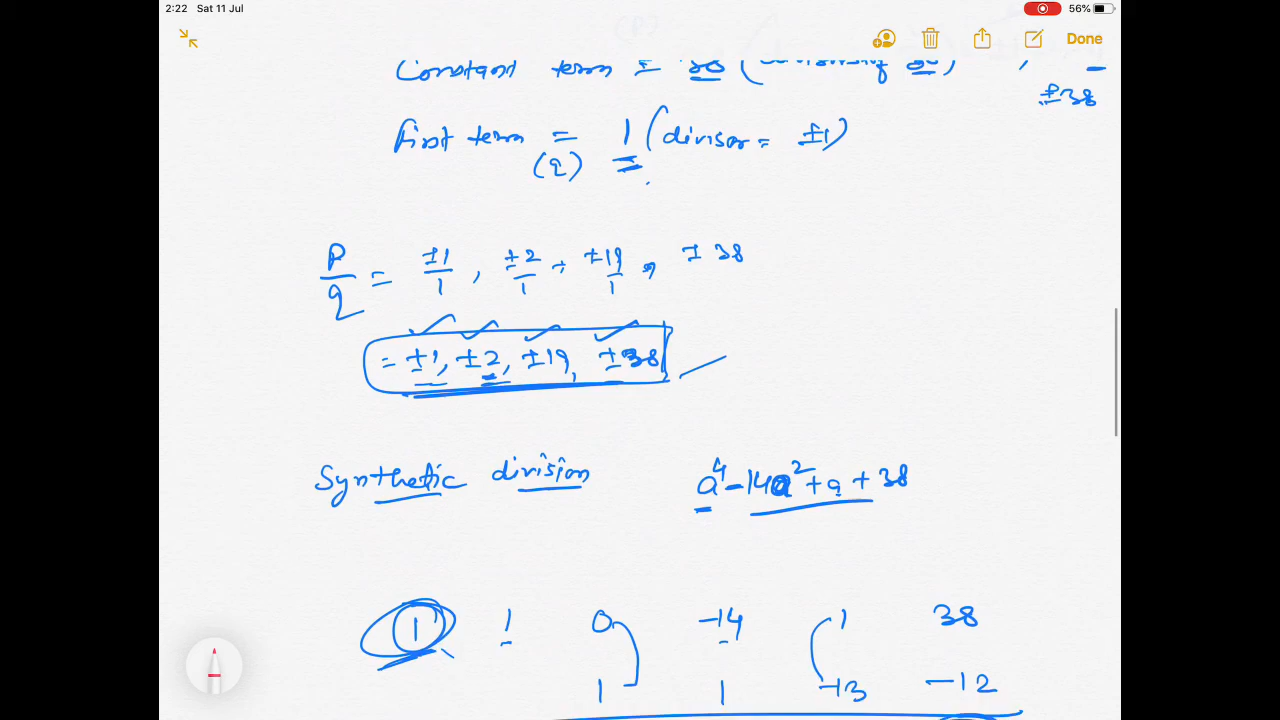 2:22 Sat 11 Jul 56%
Done
Constant term = 38 (
±38
First term = 1 (divisor = ±1)
(q)
p/q = ±1/1, ±2/1, ±19/1, ±38
= ±1, ±2, ±19, ±38
Synthetic division a⁴-14a²+a+38
1 1 0 -14 1 38
1 1 -13 -12